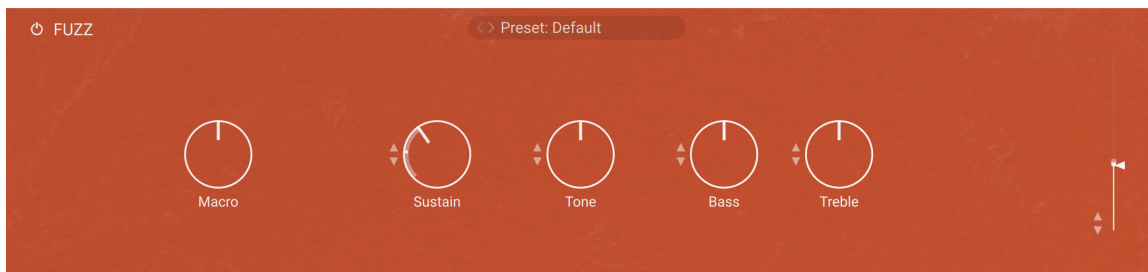 FUZZ
Preset: Default
Macro
Sustain
Tone
Bass
Treble